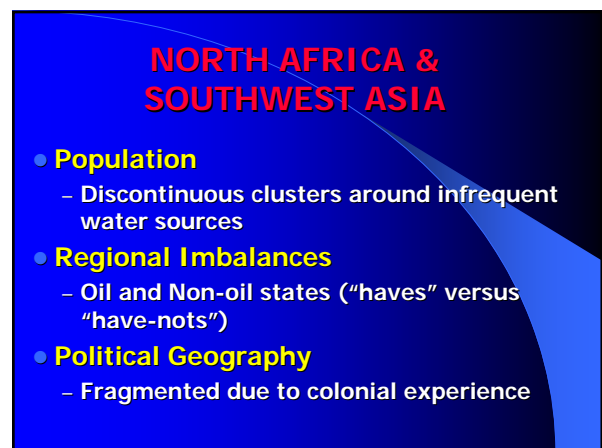 NORTH AFRICA &
SOUTHWEST ASIA
• Population
– Discontinuous clusters around infrequent
water sources
• Regional Imbalances
– Oil and Non-oil states (“haves” versus
“have-nots”)
• Political Geography
– Fragmented due to colonial experience